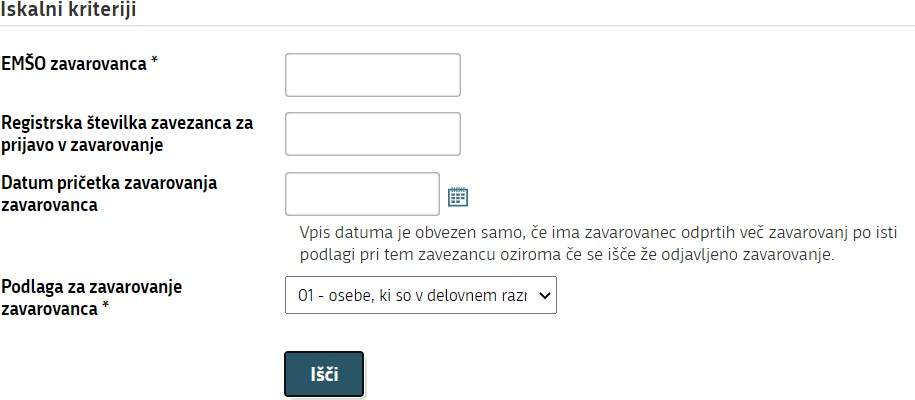 Iskalni kriteriji
EMŠO zavarovanca *
Registrska številka zavezanca za
prijavo v zavarovanje
Datum pričetka zavarovanja
zavarovanca
Vpis datuma je obvezen samo, če ima zavarovanec odprtih več zavarovanj po isti
podlagi pri tem zavezancu oziroma če se išče že odjavljeno zavarovanje.
Podlaga za zavarovanje
zavarovanca *
01 - osebe, ki so v delovnem razr
Išči